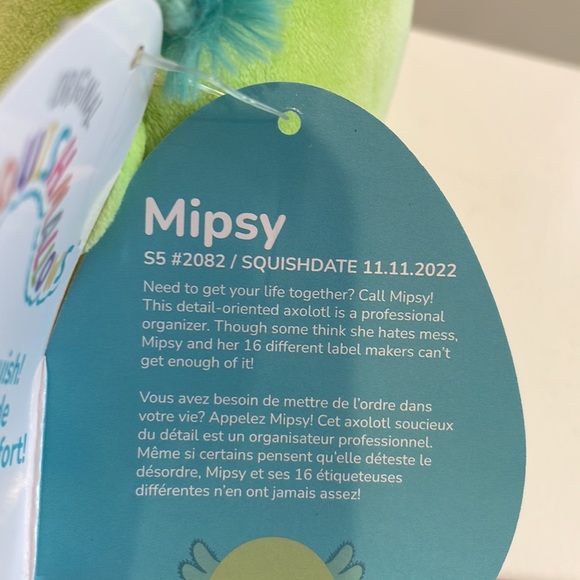 ORIGINAL
Mipsy
S5 #2082 / SQUISHDATE 11.11.2022
Need to get your life together? Call Mipsy!
This detail-oriented axolotl is a professional
organizer. Though some think she hates mess,
Mipsy and her 16 different label makers can't
get enough of it!
Vous avez besoin de mettre de l'ordre dans
votre vie? Appelez Mipsy! Cet axolotl soucieux
du détail est un organisateur professionnel.
Même si certains pensent qu'elle déteste le
désordre, Mipsy et ses 16 étiqueteuses
différentes n'en ont jamais assez!